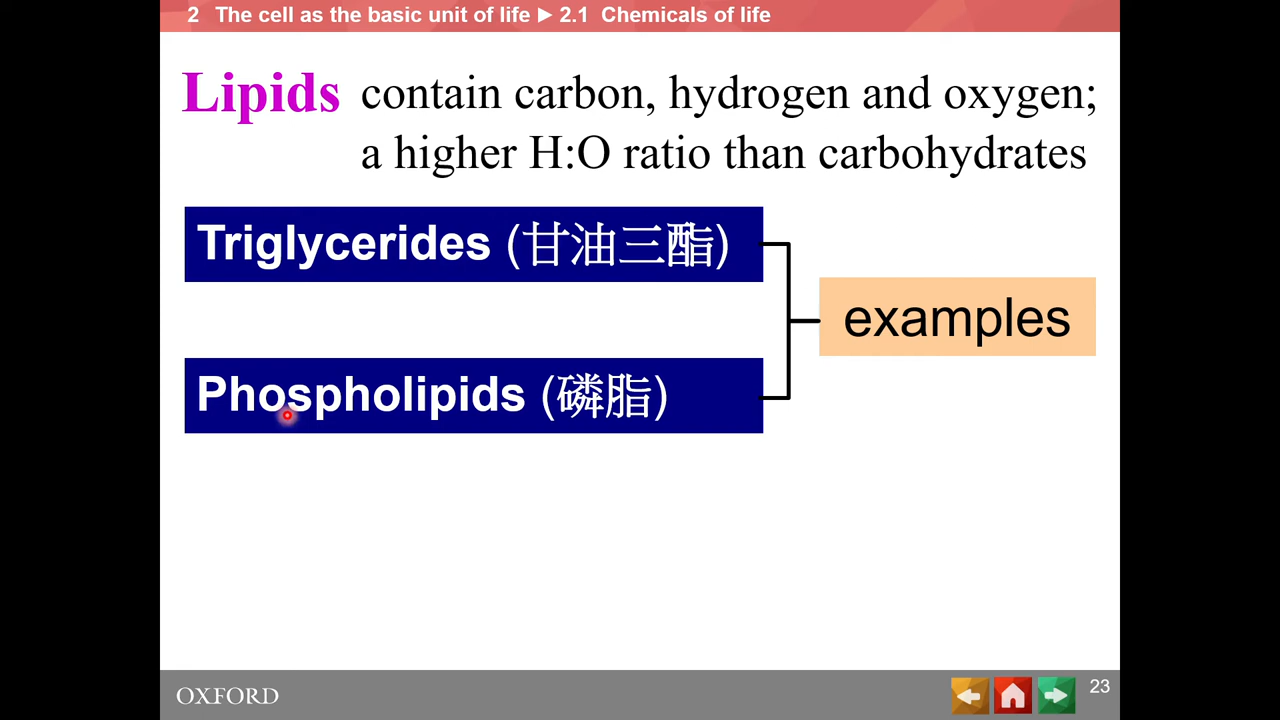 2 The cell as the basic unit of life ► 2.1 Chemicals of life
Lipids contain carbon, hydrogen and oxygen;
a higher H:O ratio than carbohydrates
Triglycerides (甘油三酯)
examples
Phospholipids (磷脂)
OXFORD
23